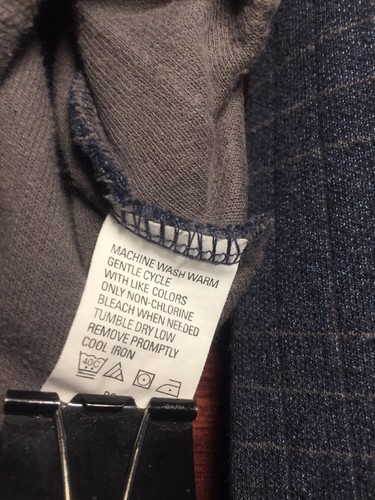 MACHINE WASH WARM
GENTLE CYCLE
WITH LIKE COLORS
ONLY NON-CHLORINE
BLEACH WHEN NEEDED
TUMBLE DRY LOW
REMOVE PROMPTLY
COOL IRON
40C